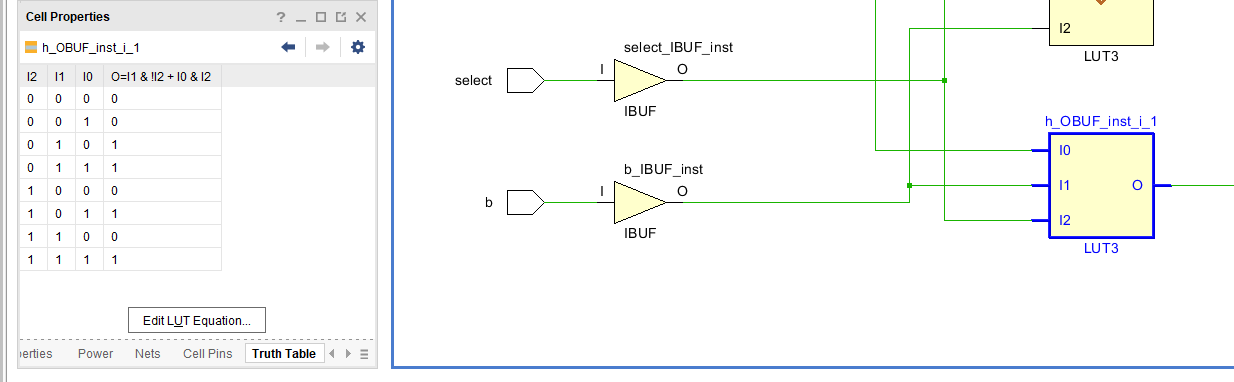 Cell Properties
h_OBUF_inst_i_1
I2 I1 I0 O=I1 & !I2 + I0 & I2
0 0 0 0
0 0 1 0
0 1 0 1
0 1 1 1
1 0 0 0
1 0 1 1
1 1 0 0
1 1 1 1
Edit LUT Equation...
erties Power Nets Cell Pins Truth Table
I2
LUT3
select_IBUF_inst
select
I
O
IBUF
b_IBUF_inst
b
I
O
IBUF
h_OBUF_inst_i_1
I0
I1
O
I2
LUT3